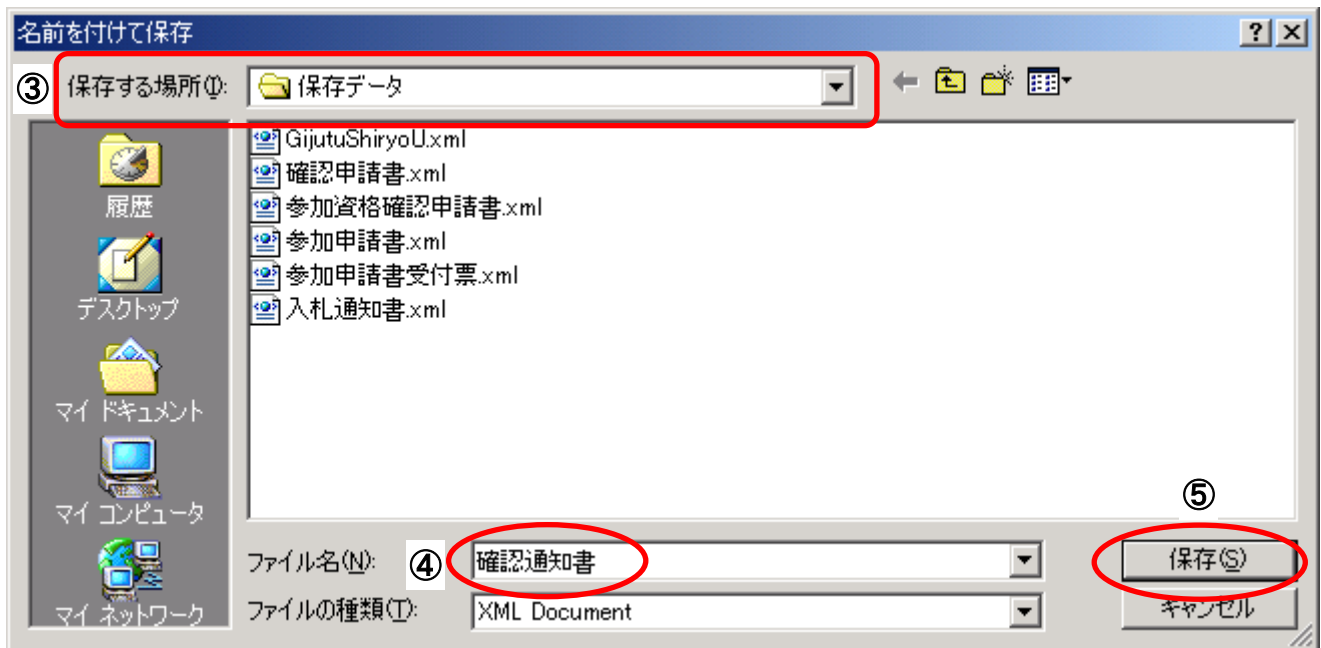 名前を付けて保存
③ 保存する場所(I): 保存データ
GijutuShiryoU.xml
確認申請書.xml
参加資格確認申請書.xml
参加申請書.xml
参加申請書受付票.xml
入札通知書.xml
履歴
デスクトップ
マイ ドキュメント
マイ コンピュータ
マイ ネットワーク
⑤
ファイル名(N): ④ 確認通知書 保存(S)
ファイルの種類(T): XML Document キャンセル